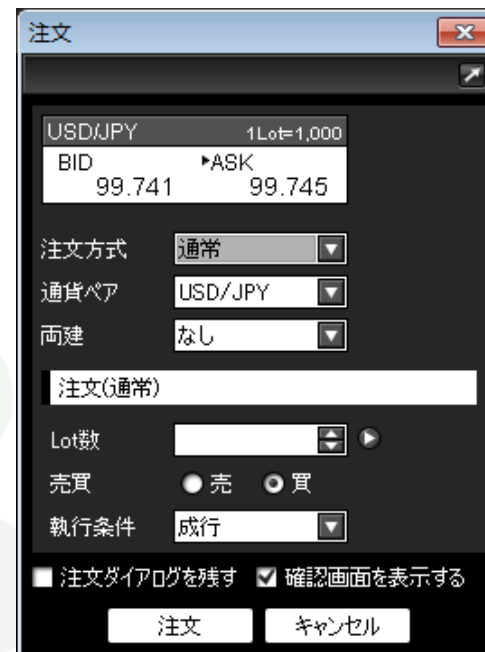 注文
USD/JPY 1Lot=1,000
BID ▶ASK
99.741 99.745
注文方式 通常
通貨ペア USD/JPY
両建 なし
注文(通常)
Lot数
売買 売 買
執行条件 成行
注文ダイアログを残す 確認画面を表示する
注文 キャンセル